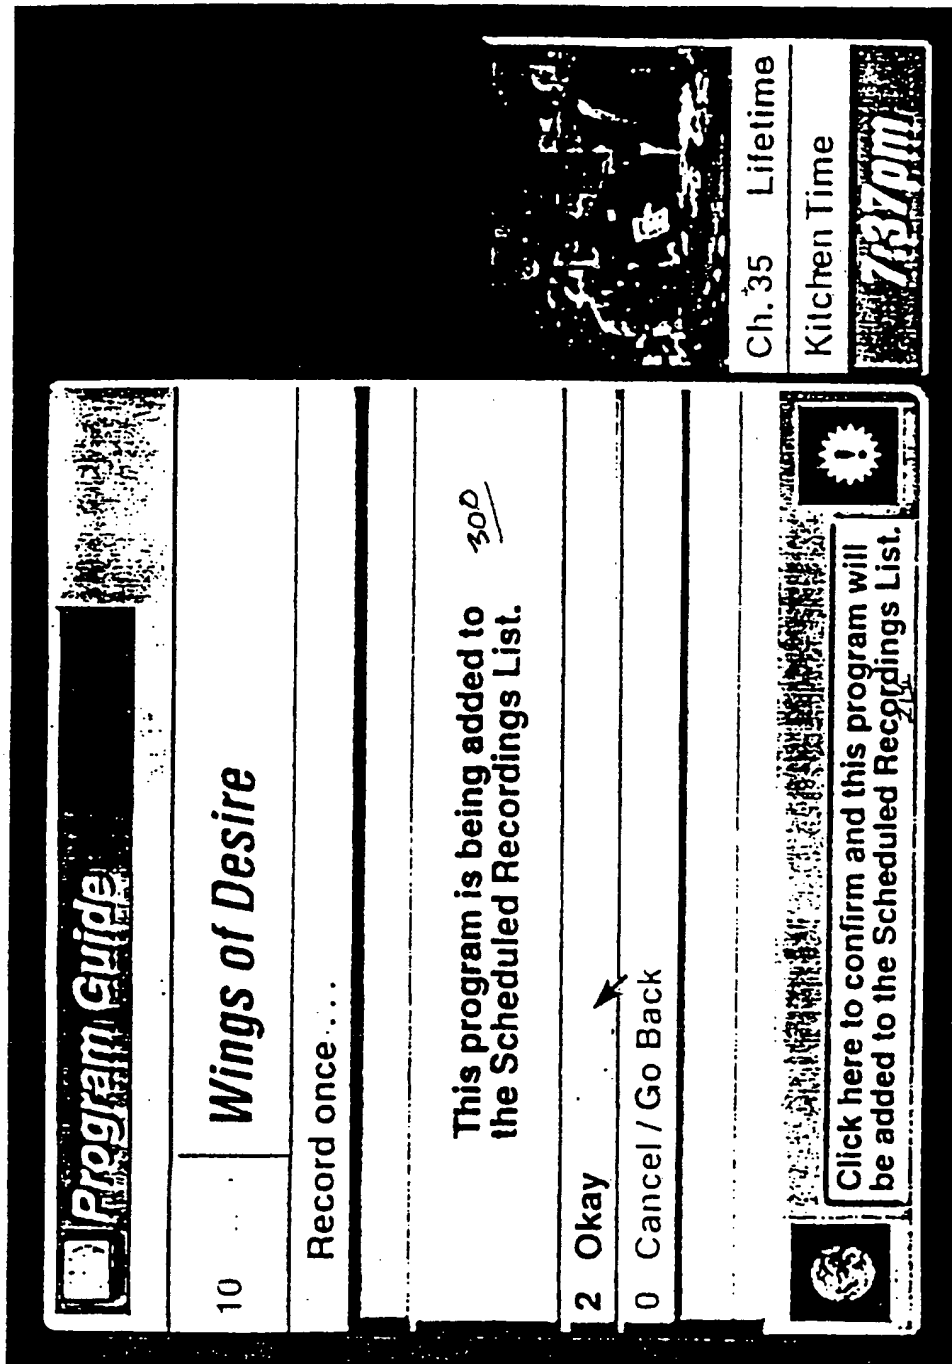 Program Guide
10 Wings of Desire
Record once...
This program is being added to
the Scheduled Recordings List.
300
2 Okay
0 Cancel / Go Back
Click here to confirm and this program will
be added to the Scheduled Recordings List.
Ch. 35 Lifetime
Kitchen Time
7:37pm